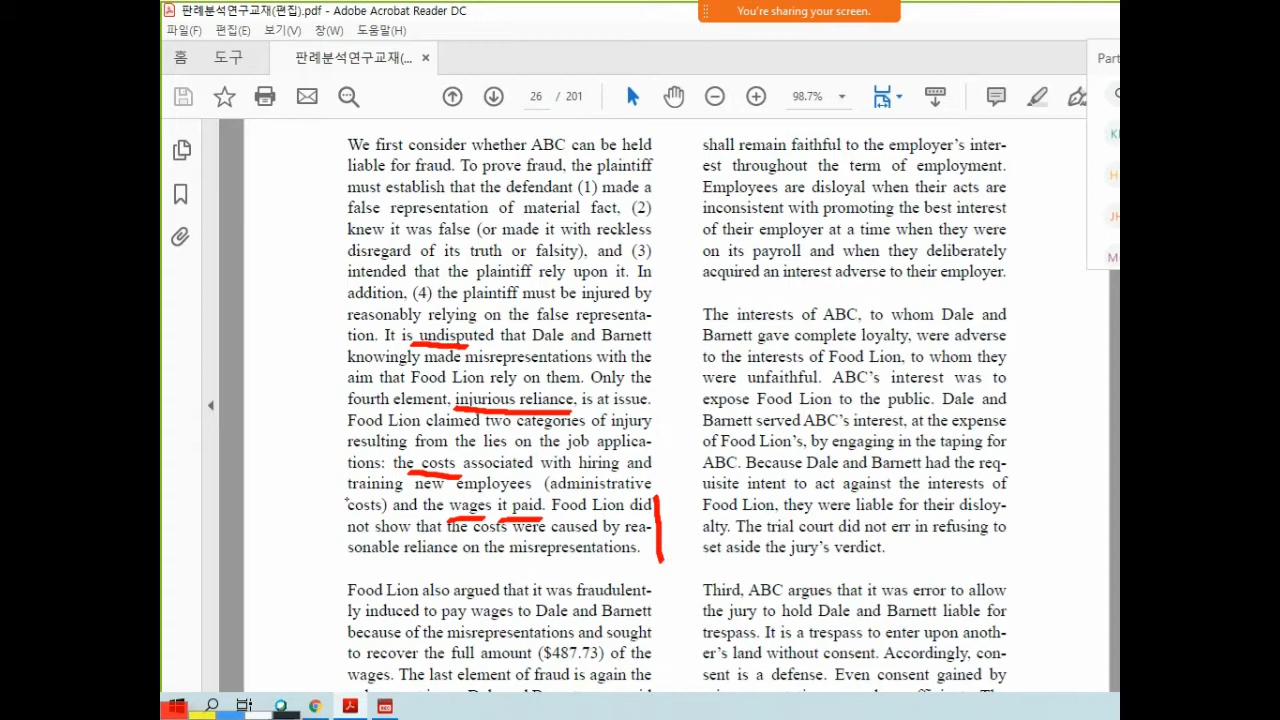 판례분석연구교재(편집).pdf - Adobe Acrobat Reader DC
You're sharing your screen.
파일(F) 편집(E) 보기(V) 창(W) 도움말(H)
홈 도구 판례분석연구교재(... ×
Part
26 / 201 98.7%
We first consider whether ABC can be held
liable for fraud. To prove fraud, the plaintiff
must establish that the defendant (1) made a
false representation of material fact, (2)
knew it was false (or made it with reckless
disregard of its truth or falsity), and (3)
intended that the plaintiff rely upon it. In
addition, (4) the plaintiff must be injured by
reasonably relying on the false representa-
tion. It is undisputed that Dale and Barnett
knowingly made misrepresentations with the
aim that Food Lion rely on them. Only the
fourth element, injurious reliance, is at issue.
Food Lion claimed two categories of injury
resulting from the lies on the job applica-
tions: the costs associated with hiring and
training new employees (administrative
costs) and the wages it paid. Food Lion did
not show that the costs were caused by rea-
sonable reliance on the misrepresentations.
Food Lion also argued that it was fraudulent-
ly induced to pay wages to Dale and Barnett
because of the misrepresentations and sought
to recover the full amount ($487.73) of the
wages. The last element of fraud is again the
shall remain faithful to the employer's inter-
est throughout the term of employment.
Employees are disloyal when their acts are
inconsistent with promoting the best interest
of their employer at a time when they were
on its payroll and when they deliberately
acquired an interest adverse to their employer.
The interests of ABC, to whom Dale and
Barnett gave complete loyalty, were adverse
to the interests of Food Lion, to whom they
were unfaithful. ABC's interest was to
expose Food Lion to the public. Dale and
Barnett served ABC's interest, at the expense
of Food Lion's, by engaging in the taping for
ABC. Because Dale and Barnett had the req-
uisite intent to act against the interests of
Food Lion, they were liable for their disloy-
alty. The trial court did not err in refusing to
set aside the jury's verdict.
Third, ABC argues that it was error to allow
the jury to hold Dale and Barnett liable for
trespass. It is a trespass to enter upon anoth-
er's land without consent. Accordingly, con-
sent is a defense. Even consent gained by